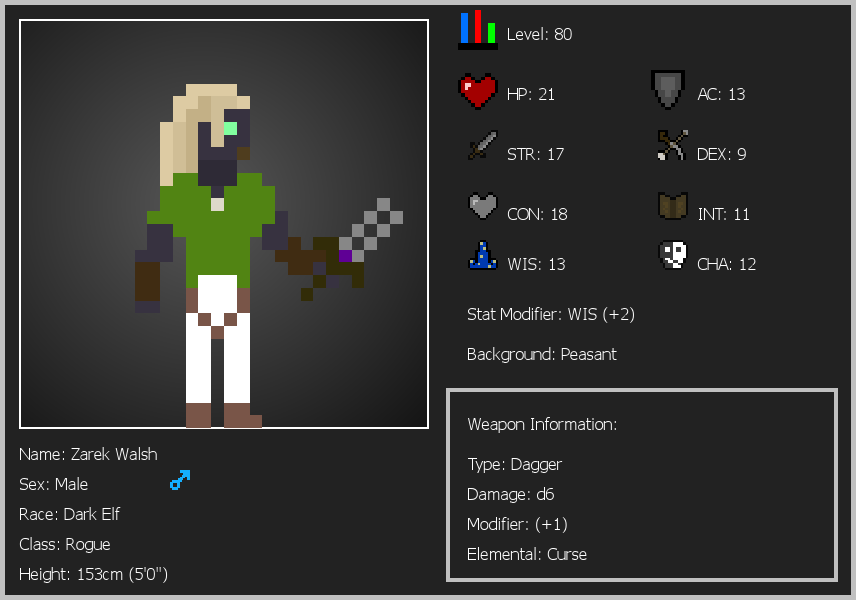 Level: 80
HP: 21
AC: 13
STR: 17
DEX: 9
CON: 18
INT: 11
WIS: 13
CHA: 12
Stat Modifier: WIS (+2)
Background: Peasant
Weapon Information:
Type: Dagger
Damage: d6
Modifier: (+1)
Elemental: Curse
Name: Zarek Walsh
Sex: Male
Race: Dark Elf
Class: Rogue
Height: 153cm (5'0")